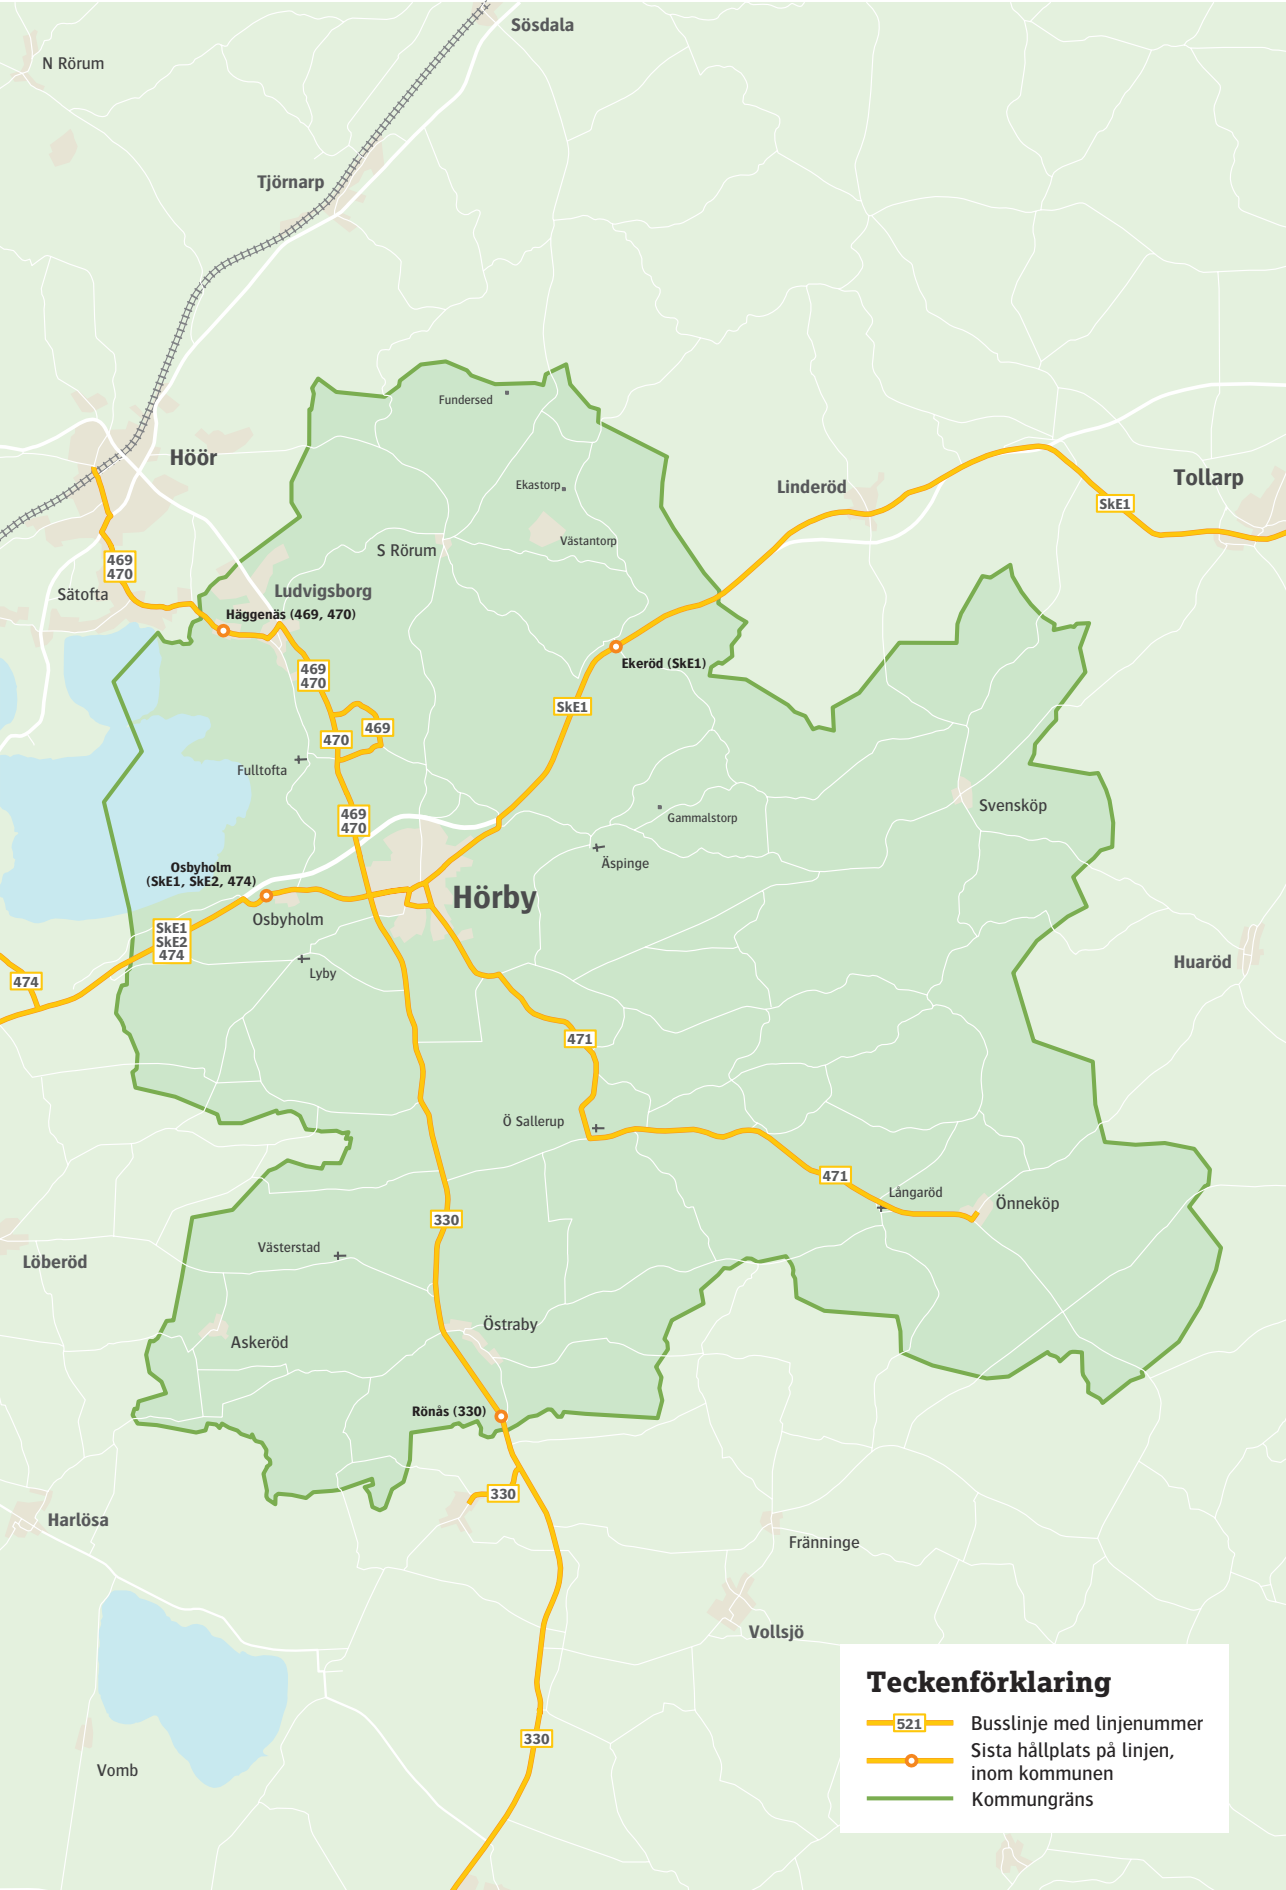 Sösdala
N Rörum
Tjörnarp
Fundersed
Höör
Linderöd
Tollarp
Ekastorp
SkE1
Västantorp
S Rörum
469
470
Sätofta
Ludvigsborg
Häggenäs (469, 470)
Ekeröd (SkE1)
469
470
SkE1
469
470
Fulltofta
Svensköp
469
470
Gammalstorp
Äspinge
Osbyholm
(SkE1, SkE2, 474)
Hörby
Osbyholm
SkE1
SkE2
474
Huaröd
Lyby
474
471
Ö Sallerup
471
Långaröd
Önneköp
330
Västerstad
Löberöd
Östraby
Askeröd
Rönås (330)
330
Harlösa
Fränninge
Vollsjö
330
Vomb
Teckenförklaring
521
Busslinje med linjenummer
Sista hållplats på linjen,
inom kommunen
Kommungräns